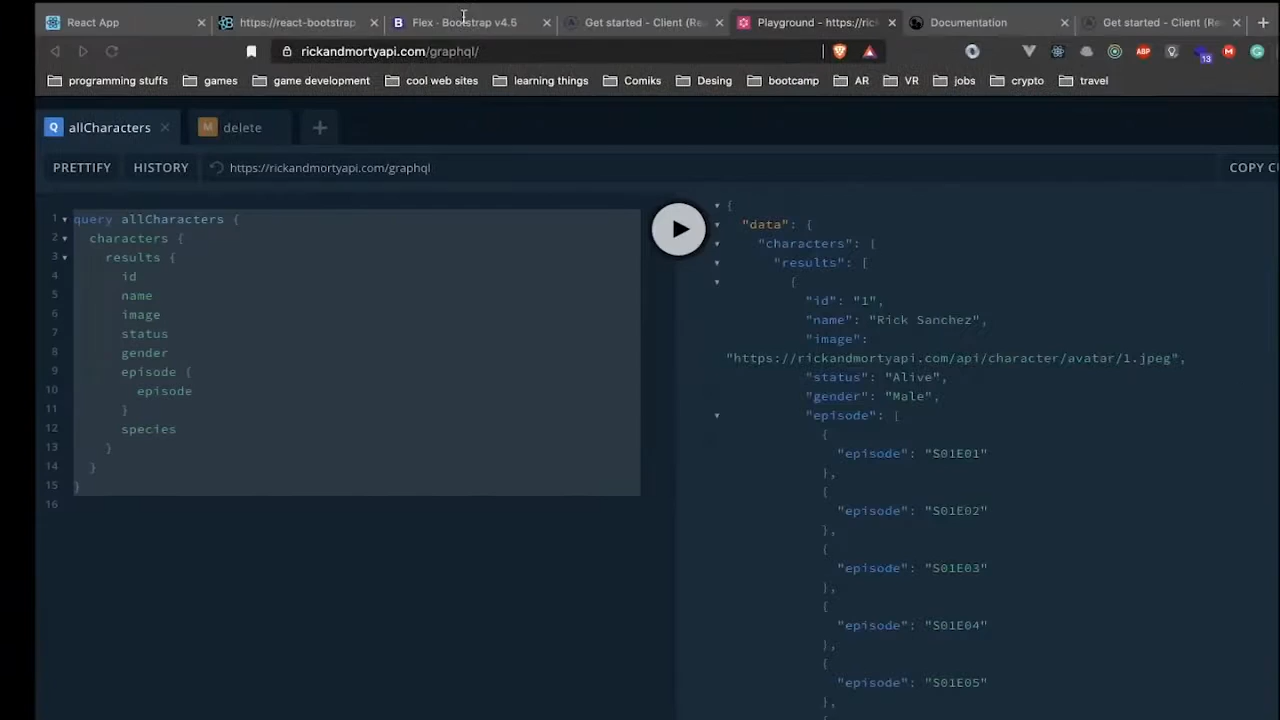 React App
https://react-bootstrap
Flex · Bootstrap v4.5
Get started - Client (Re
Playground - https://rick
Documentation
Get started - Client (Re
rickandmortyapi.com/graphql/
ABP
13
programming stuffs
games
game development
cool web sites
learning things
Comiks
Desing
bootcamp
AR
VR
jobs
crypto
travel
Q allCharacters
M delete
PRETTIFY
HISTORY
https://rickandmortyapi.com/graphql
COPY CU
1 query allCharacters {
2 characters {
3 results {
4 id
5 name
6 image
7 status
8 gender
9 episode {
10 episode
11 }
12 species
13 }
14 }
15 }
16
{
"data": {
"characters": {
"results": [
{
"id": "1",
"name": "Rick Sanchez",
"image":
"https://rickandmortyapi.com/api/character/avatar/1.jpeg",
"status": "Alive",
"gender": "Male",
"episode": [
{
"episode": "S01E01"
},
{
"episode": "S01E02"
},
{
"episode": "S01E03"
},
{
"episode": "S01E04"
},
{
"episode": "S01E05"
},